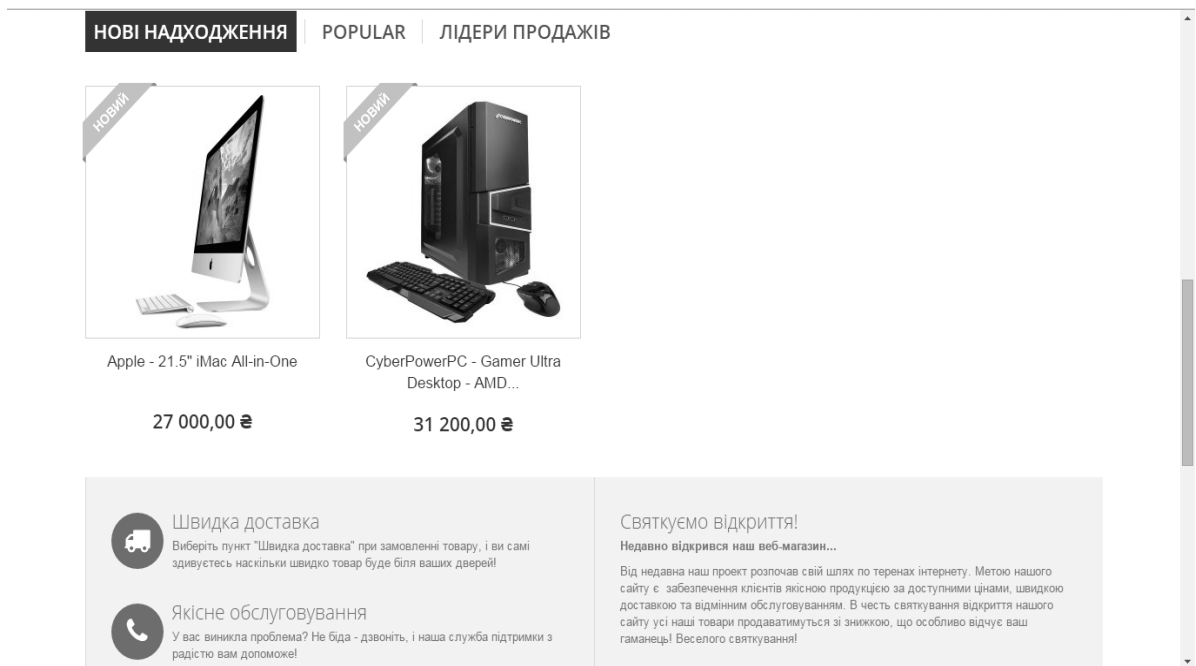 НОВІ НАДХОДЖЕННЯ
POPULAR
ЛІДЕРИ ПРОДАЖІВ
НОВИЙ
НОВИЙ
Apple - 21.5" iMac All-in-One
CyberPowerPC - Gamer Ultra
Desktop - AMD...
27 000,00 ₴
31 200,00 ₴
Швидка доставка
Виберіть пункт "Швидка доставка" при замовленні товару, і ви самі
здивуєтесь наскільки швидко товар буде біля ваших дверей!
Якісне обслуговування
У вас виникла проблема? Не біда - дзвоніть, і наша служба підтримки з
радістю вам допоможе!
Святкуємо відкриття!
Недавно відкрився наш веб-магазин...
Від недавна наш проект розпочав свій шлях по теренах інтернету. Метою нашого
сайту є забезпечення клієнтів якісною продукцією за доступними цінами, швидкою
доставкою та відмінним обслуговуванням. В честь святкування відкриття нашого
сайту усі наші товари продаватимуться зі знижкою, що особливо відчує ваш
гаманець! Веселого святкування!